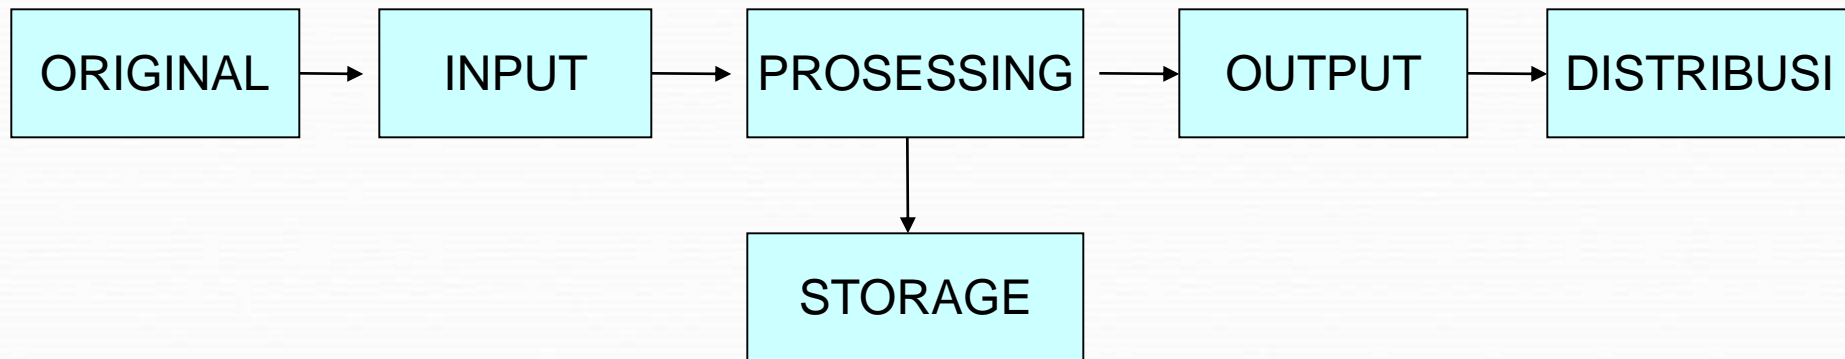 ORIGINAL
INPUT
PROSESSING
OUTPUT
DISTRIBUSI
STORAGE